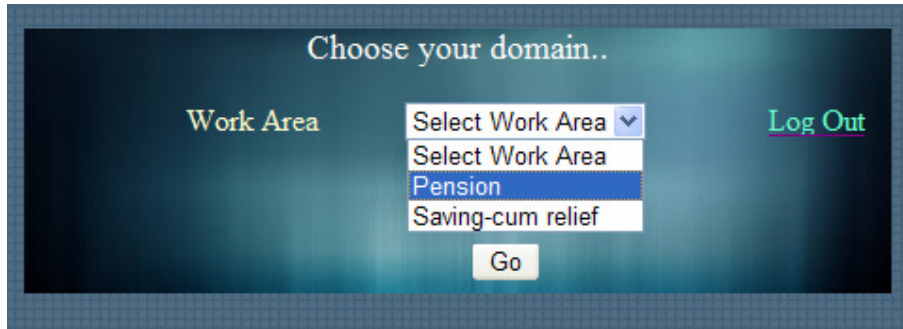 Choose your domain..
Work Area Select Work Area Log Out
Select Work Area
Pension
Saving-cum relief
Go